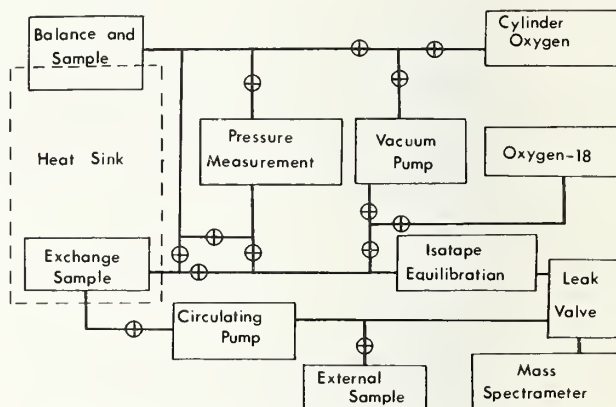 Balance and
Sample
Cylinder
Oxygen
Heat Sink
Pressure
Measurement
Vacuum
Pump
Oxygen-18
Exchange
Sample
Isatape
Equilibration
Leak
Valve
Circulating
Pump
External
Sample
Mass
Spectrometer